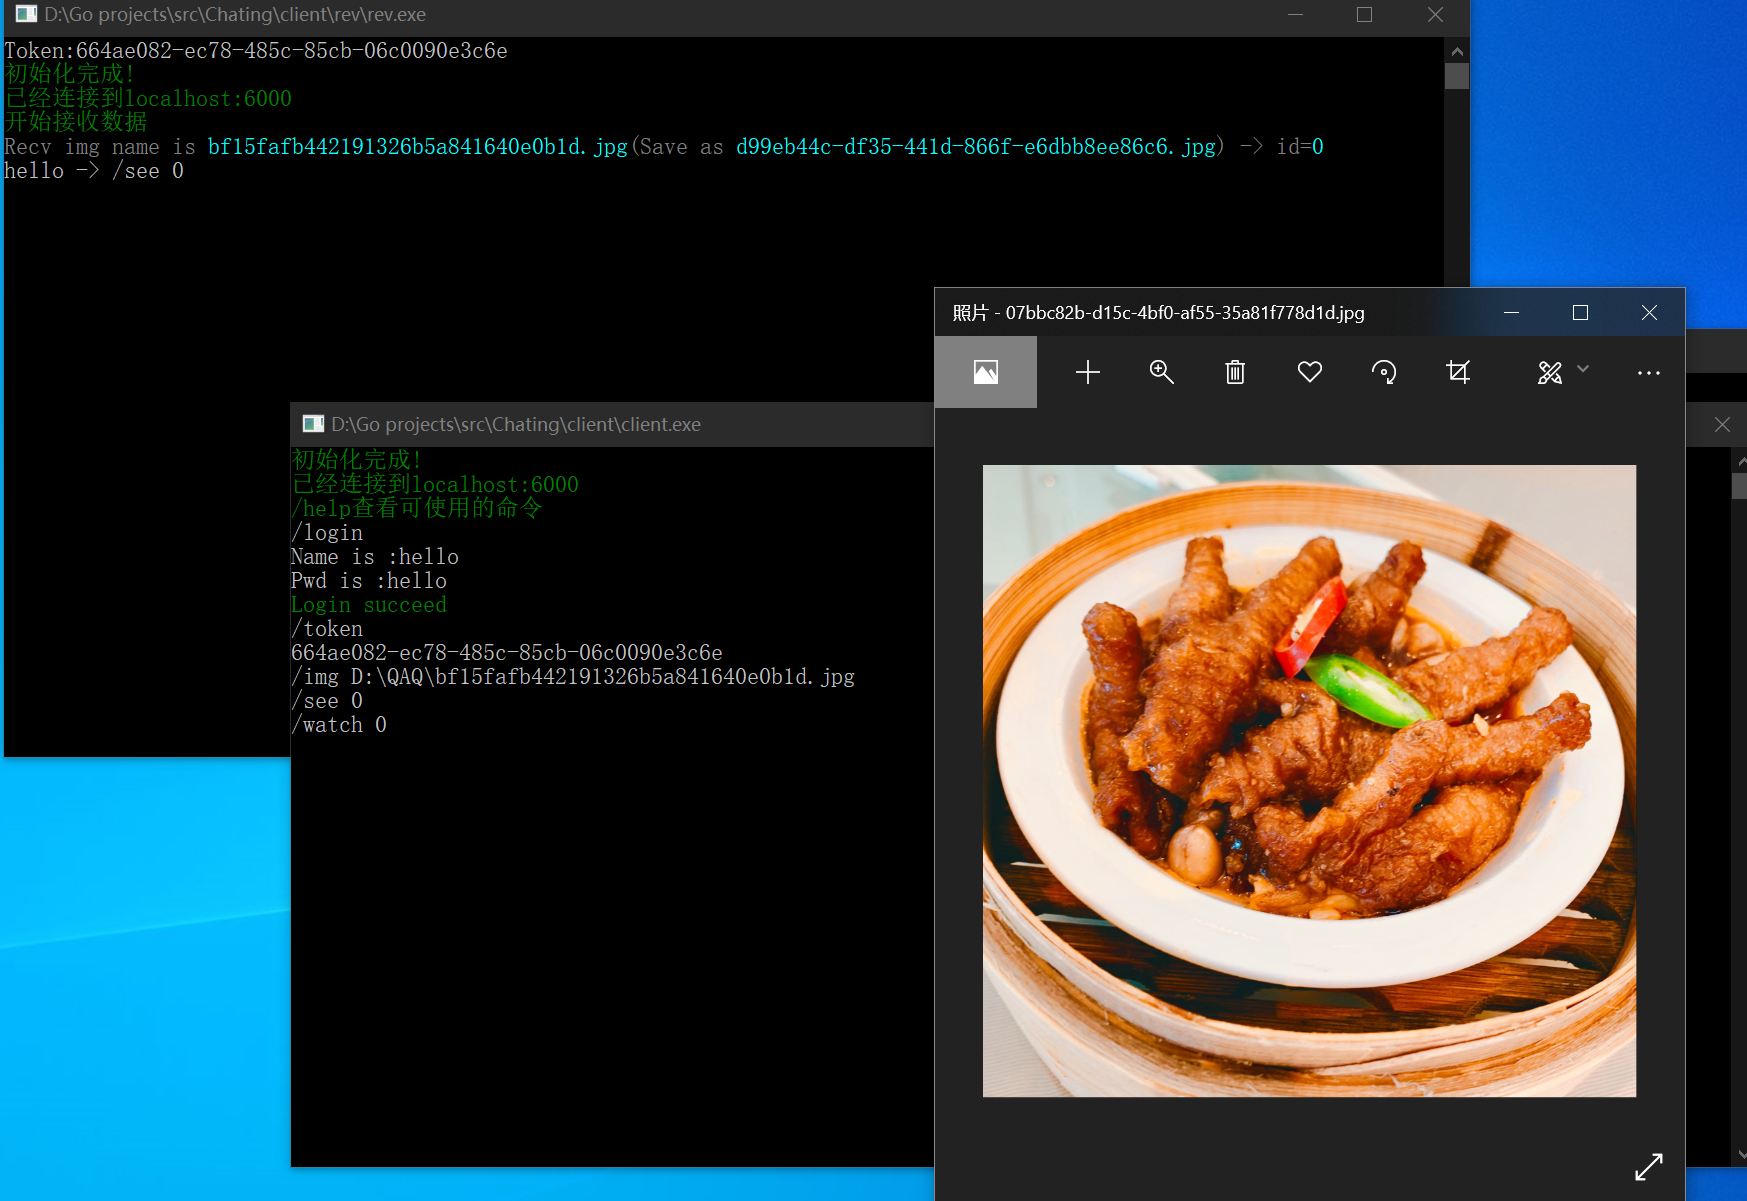 D:\Go projects\src\Chating\client\rev\rev.exe
Token:664ae082-ec78-485c-85cb-06c0090e3c6e
初始化完成!
已经连接到localhost:6000
开始接收数据
Recv img name is bf15fafb442191326b5a841640e0b1d.jpg(Save as d99eb44c-df35-441d-866f-e6dbb8ee86c6.jpg) -> id=0
hello -> /see 0
照片 - 07bbc82b-d15c-4bf0-af55-35a81f778d1d.jpg
D:\Go projects\src\Chating\client\client.exe
初始化完成!
已经连接到localhost:6000
/help查看可使用的命令
/login
Name is :hello
Pwd is :hello
Login succeed
/token
664ae082-ec78-485c-85cb-06c0090e3c6e
/img D:\QAQ\bf15fafb442191326b5a841640e0b1d.jpg
/see 0
/watch 0